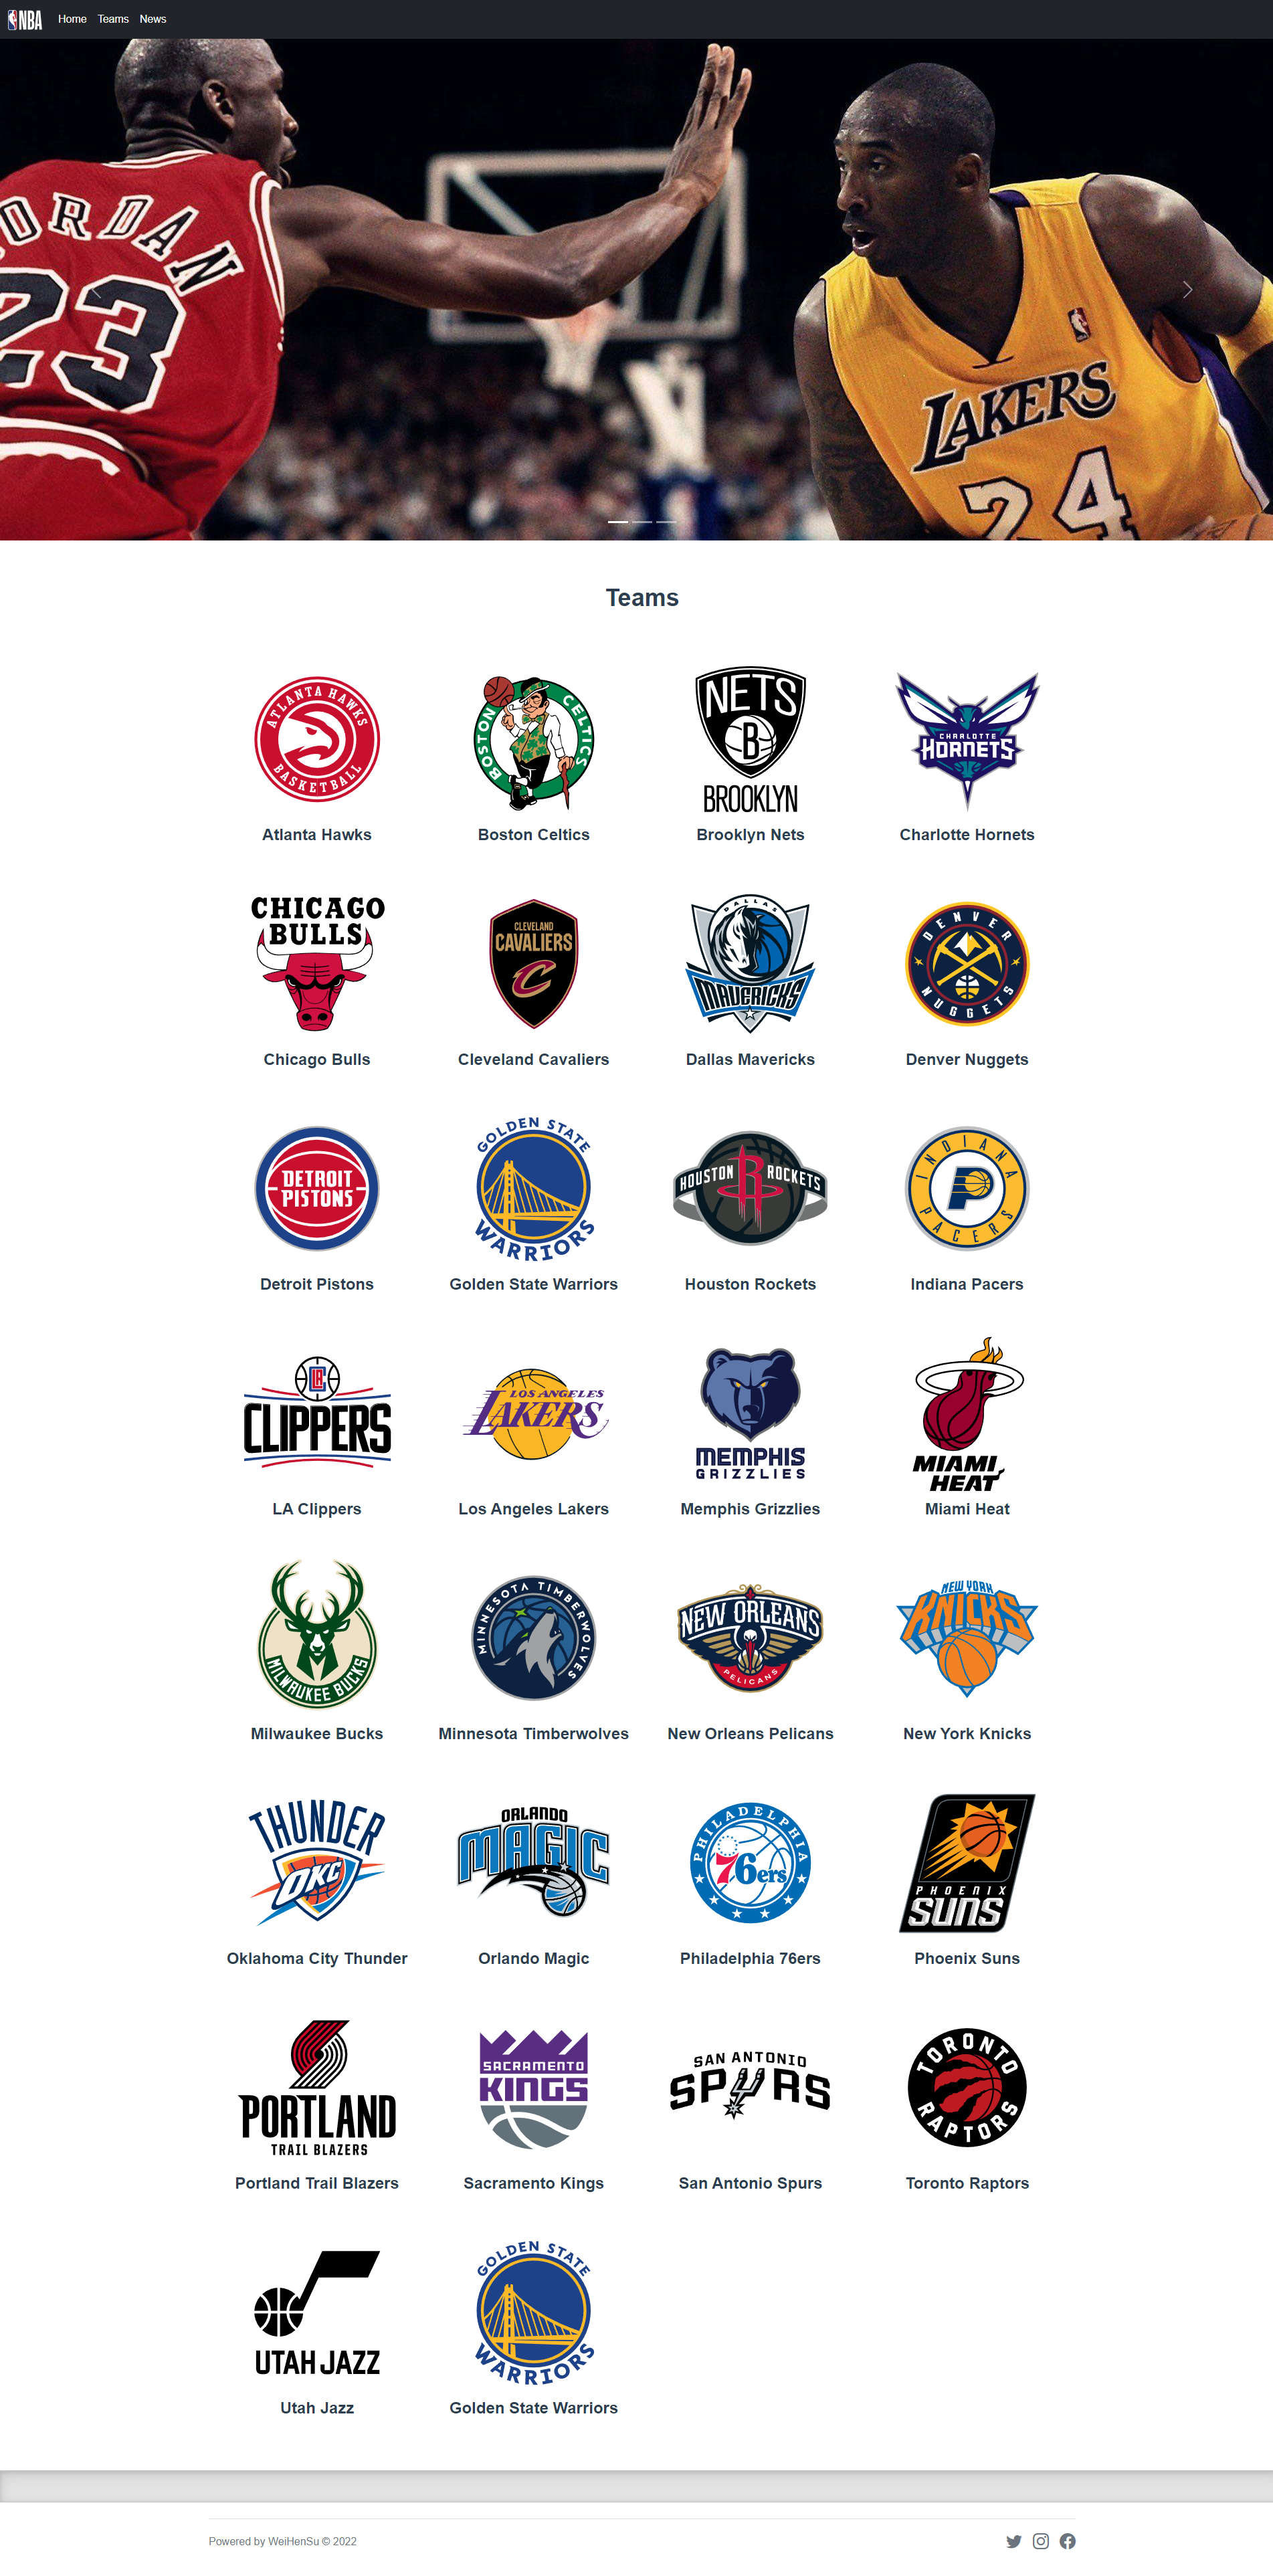 NBA Home Teams News
JORDAN
23
LAKERS
24
Teams
ATLANTA HAWKS
BASKETBALL
BOSTON CELTICS
NETS
B
BROOKLYN
CHARLOTTE
HORNETS
Atlanta Hawks Boston Celtics Brooklyn Nets Charlotte Hornets
CHICAGO
BULLS
CLEVELAND
CAVALIERS
C
DALLAS
MAVERICKS
DENVER
NUGGETS
Chicago Bulls Cleveland Cavaliers Dallas Mavericks Denver Nuggets
DETROIT
PISTONS
GOLDEN STATE
WARRIORS
HOUSTON R ROCKETS
INDIANA
P
PACERS
Detroit Pistons Golden State Warriors Houston Rockets Indiana Pacers
LA
CLIPPERS
LOS ANGELES
LAKERS
MEMPHIS
GRIZZLIES
MIAMI
HEAT
LA Clippers Los Angeles Lakers Memphis Grizzlies Miami Heat
MILWAUKEE BUCKS
MINNESOTA TIMBERWOLVES
NEW ORLEANS
PELICANS
NEW YORK
KNICKS
Milwaukee Bucks Minnesota Timberwolves New Orleans Pelicans New York Knicks
THUNDER
OKC
ORLANDO
MAGIC
PHILADELPHIA
76ers
PHOENIX
SUNS
Oklahoma City Thunder Orlando Magic Philadelphia 76ers Phoenix Suns
PORTLAND
TRAIL BLAZERS
SACRAMENTO
KINGS
SAN ANTONIO
SPURS
TORONTO
RAPTORS
Portland Trail Blazers Sacramento Kings San Antonio Spurs Toronto Raptors
UTAH JAZZ
GOLDEN STATE
WARRIORS
Utah Jazz Golden State Warriors
Powered by WeiHenSu © 2022